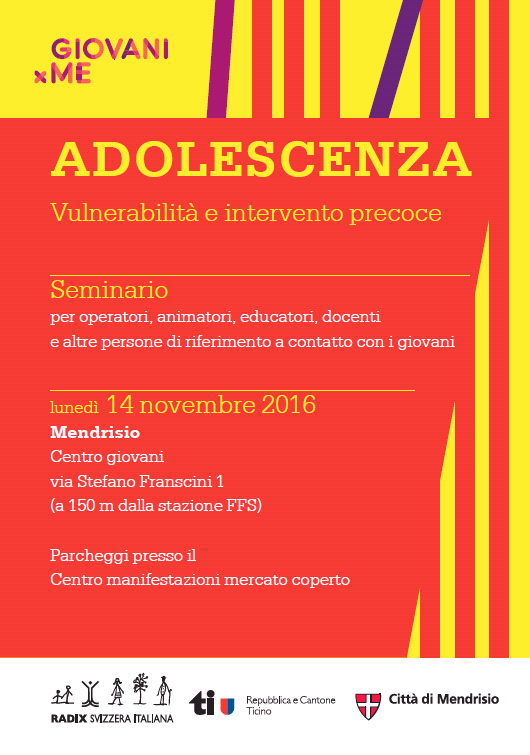 GIOVANI
xME
ADOLESCENZA
Vulnerabilità e intervento precoce
Seminario
per operatori, animatori, educatori, docenti
e altre persone di riferimento a contatto con i giovani
lunedì 14 novembre 2016
Mendrisio
Centro giovani
via Stefano Franscini 1
(a 150 m dalla stazione FFS)
Parcheggi presso il
Centro manifestazioni mercato coperto
RADIX SVIZZERA ITALIANA
ti
Repubblica e Cantone
Ticino
Città di Mendrisio